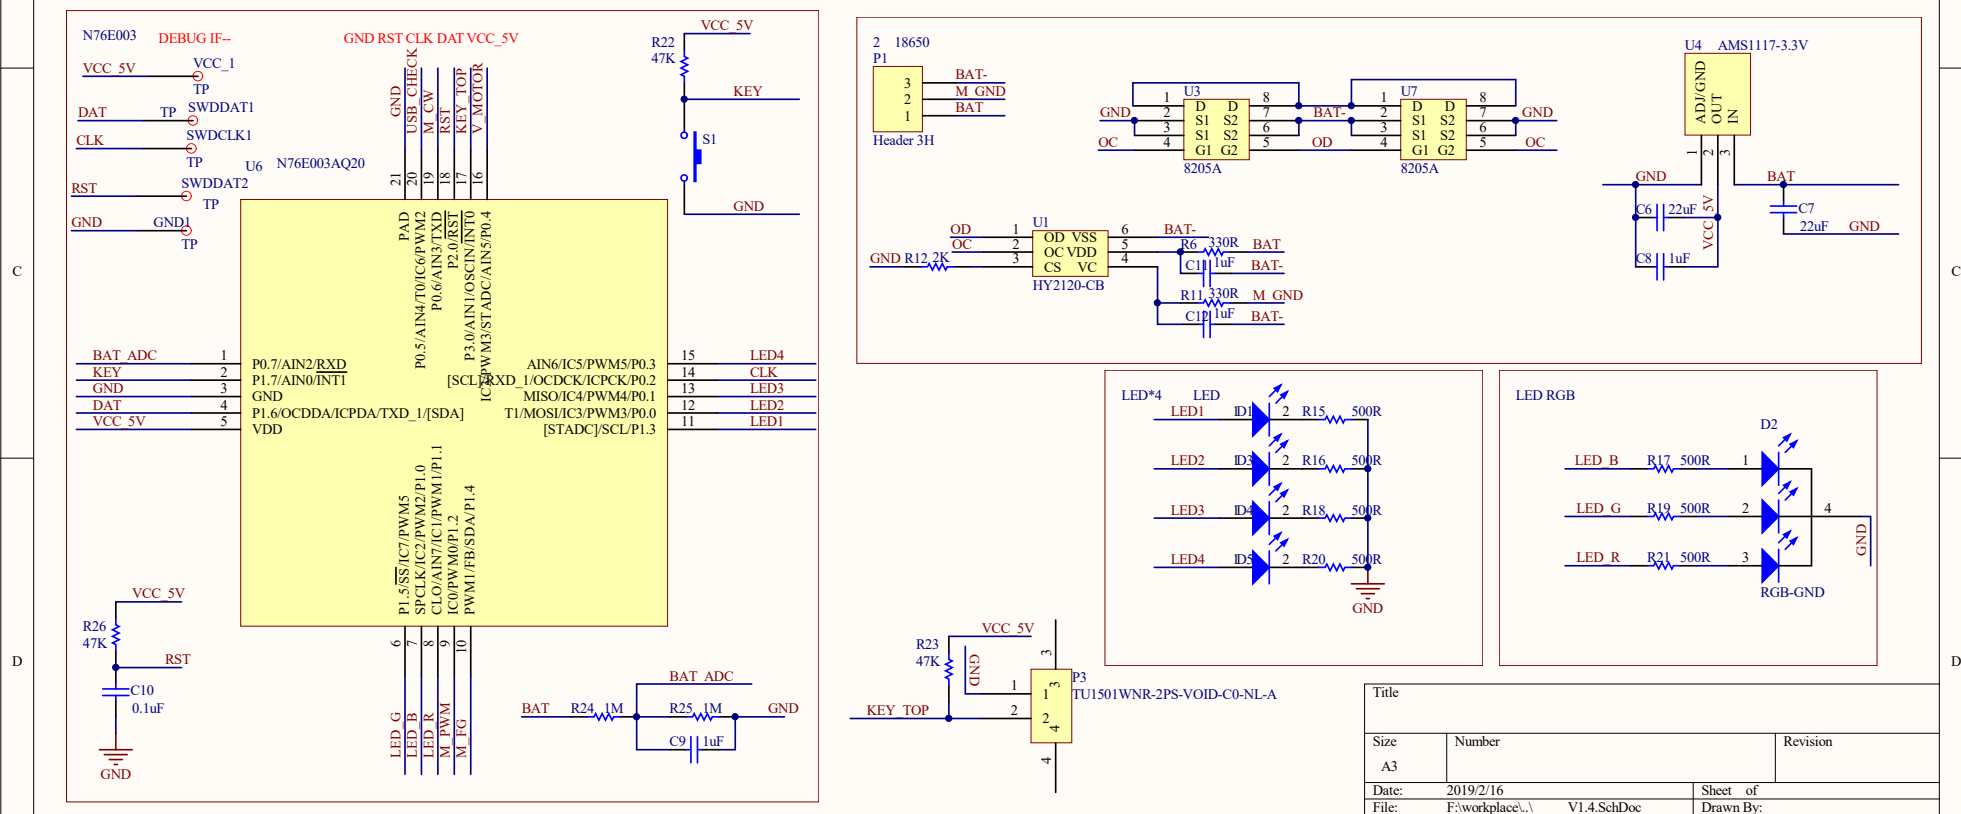 N76E003 DEBUG IF-- GND RST CLK DAT VCC_5V
VCC_5V VCC_1
TP
DAT TP SWDDAT1
SWDCLK1
CLK
TP
U6 N76E003AQ20
SWDDAT2
RST
TP
GND GND1
TP
GND
USB_CHECK
M_CW
RST
KEY_TOP
V_MOTOR
21
20
19
18
17
16
PAD
P0.5/AIN4/T0/IC6/PWM2
P0.6/AIN3/TXD
P2.0/RST
P3.0/AIN1/OSCIN/INT0
IC3/PWM3/STADC/AIN5/P0.4
BAT_ADC 1 P0.7/AIN2/RXD
KEY 2 P1.7/AIN0/INT1
GND 3 GND
DAT 4 P1.6/OCDDA/ICPDA/TXD_1/[SDA]
VCC_5V 5 VDD
AIN6/IC5/PWM5/P0.3 15 LED4
[SCL]/RXD_1/OCDCK/ICPCK/P0.2 14 CLK
MISO/IC4/PWM4/P0.1 13 LED3
T1/MOSI/IC3/PWM3/P0.0 12 LED2
[STADC]/SCL/P1.3 11 LED1
P1.5/SS/IC7/PWM5
SPCLK/IC2/PWM2/P1.0
CLO/AIN7/IC1/PWM1/P1.1
IC0/PWM0/P1.2
PWM1/FB/SDA/P1.4
6
7
8
9
10
LED_G
LED_B
LED_R
M_PWM
M_FG
VCC_5V
R22
47K
KEY
S1
GND
VCC_5V
R26
47K
RST
C10
0.1uF
GND
BAT_ADC
BAT R24 1M R25 1M GND
C9 1uF
2 18650
P1
3 BAT-
2 M_GND
1 BAT
Header 3H
U3 U7
1 D D 8 1 D D 8
GND 2 S1 S2 7 BAT- 2 S1 S2 7 GND
3 S1 S2 6 3 S1 S2 6
OC 4 G1 G2 5 OD 4 G1 G2 5 OC
8205A 8205A
U4 AMS1117-3.3V
ADJ/GND
OUT
IN
1
2
3
GND BAT
C6 22uF
VCC_5V
C7
22uF GND
C8 1uF
U1
OD 1 OD VSS 6 BAT-
OC 2 OC VDD 5 R6 330R BAT
GND R12 2K 3 CS VC 4 C11 1uF BAT-
HY2120-CB
R11 330R M_GND
C12 1uF BAT-
LED*4 LED
LED1 1 D1 2 R15 500R
LED2 1 D3 2 R16 500R
LED3 1 D4 2 R18 500R
LED4 1 D5 2 R20 500R
GND
LED RGB
D2
LED_B R17 500R 1
LED_G R19 500R 2 4
LED_R R21 500R 3
GND
RGB-GND
VCC_5V
R23
47K
GND
3
P3
1 1 3
TU1501WNR-2PS-VOID-C0-NL-A
KEY_TOP 2 2 4
4
Title
Size Number Revision
A3
Date: 2019/2/16 Sheet of
File: F:\workplace\..\ V1.4.SchDoc Drawn By:
C
D
C
D